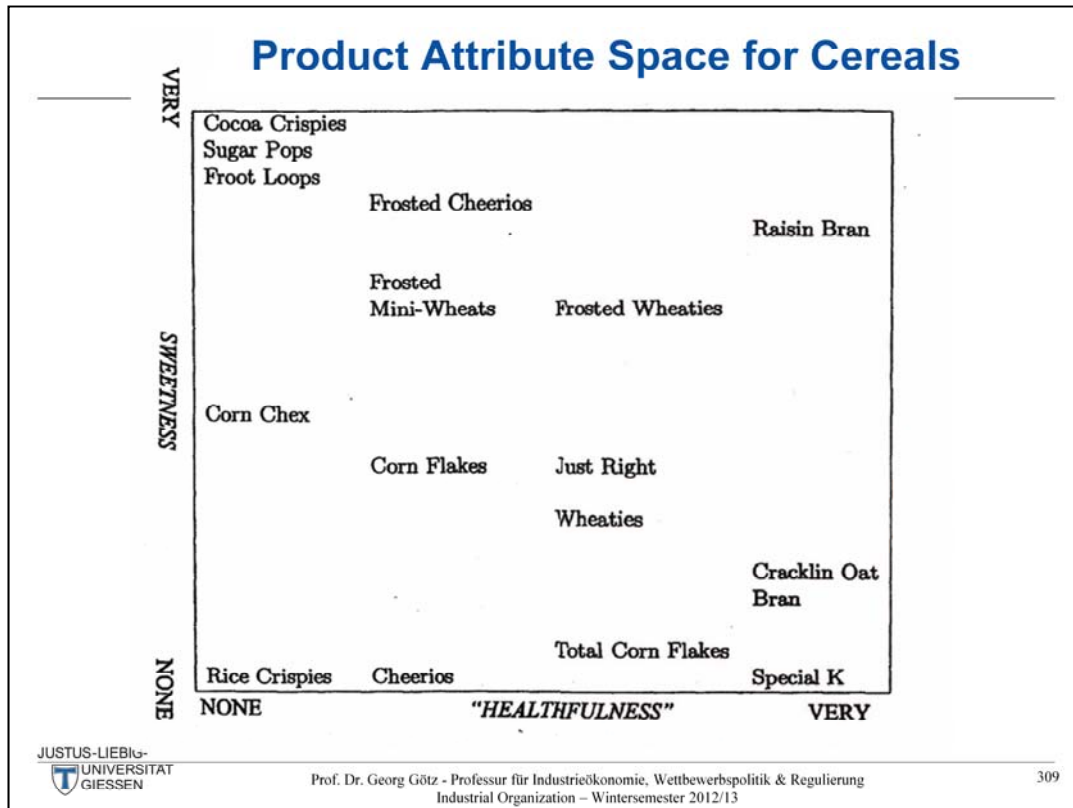 Product Attribute Space for Cereals
VERY
Cocoa Crispies
Sugar Pops
Froot Loops
Frosted Cheerios
Raisin Bran
Frosted
Mini-Wheats
Frosted Wheaties
SWEETNESS
Corn Chex
Corn Flakes
Just Right
Wheaties
Cracklin Oat
Bran
Total Corn Flakes
NONE
Rice Crispies
Cheerios
Special K
NONE
"HEALTHFULNESS"
VERY
JUSTUS-LIEBIG-
UNIVERSITAT
GIESSEN
Prof. Dr. Georg Götz - Professur für Industrieökonomie, Wettbewerbspolitik & Regulierung
Industrial Organization – Wintersemester 2012/13
309